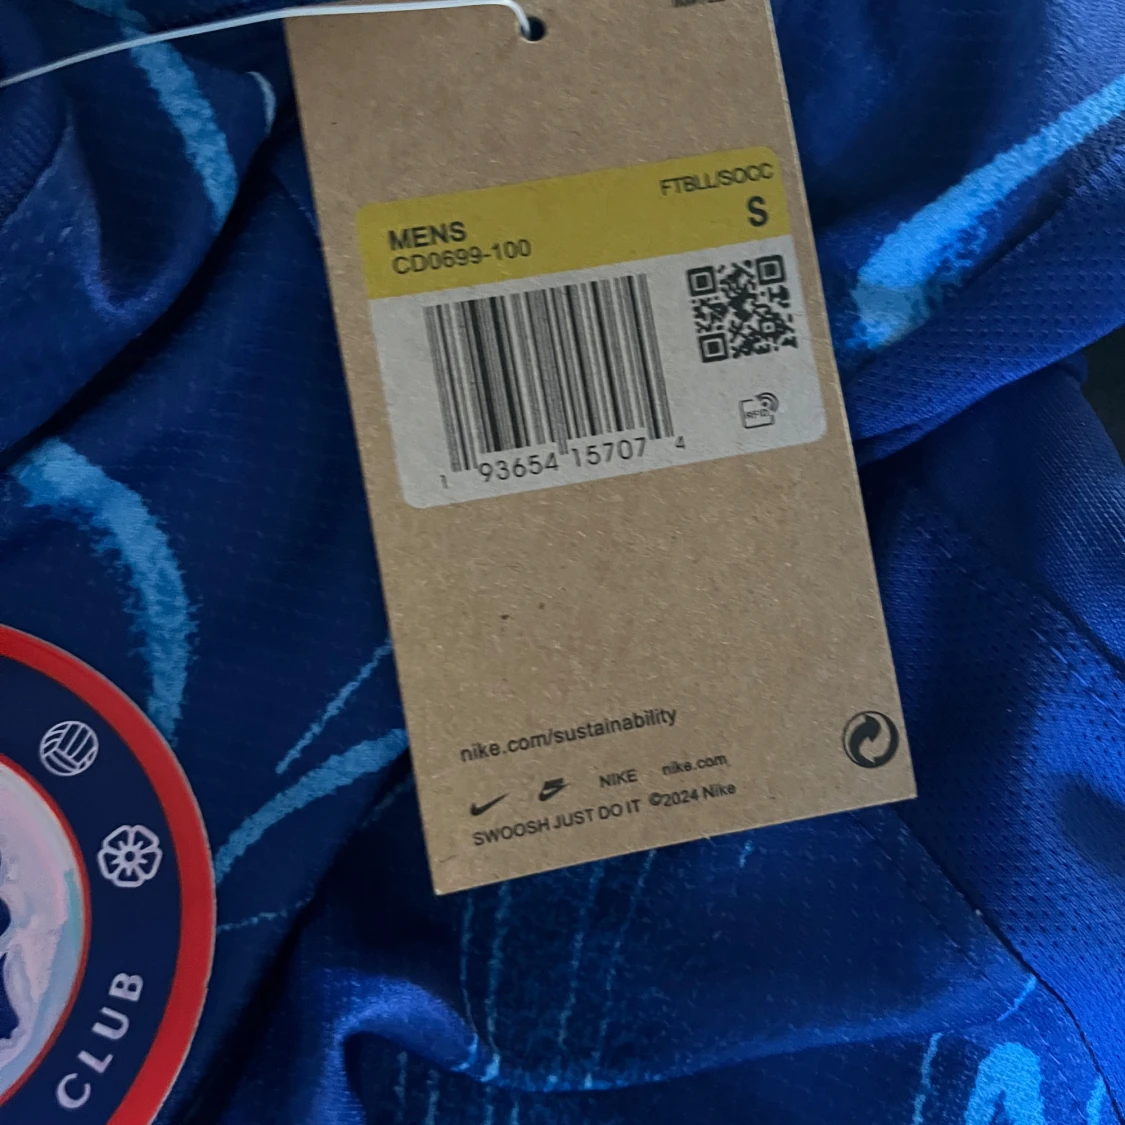 FTBLL/SOCC
MENS
S
CD0699-100
RFID
1 93654 15707 4
nike.com/sustainability
NIKE nike.com
SWOOSH JUST DO IT ©2024 Nike
CLUB